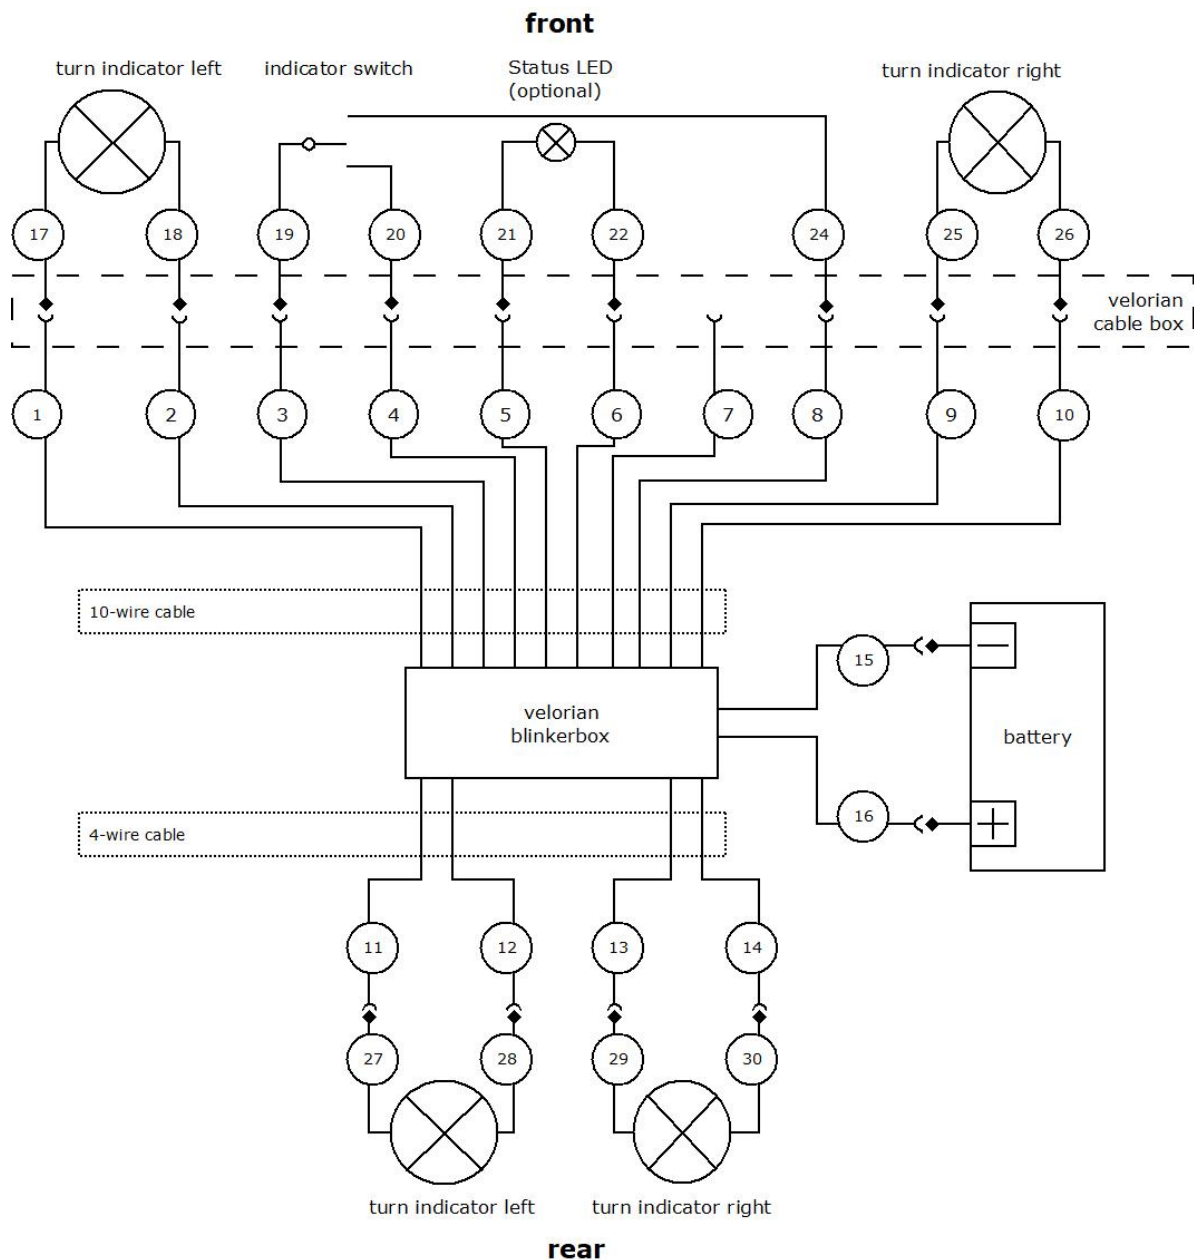 front
turn indicator left
indicator switch
Status LED
(optional)
turn indicator right
17
18
19
20
21
22
24
25
26
velorian
cable box
1
2
3
4
5
6
7
8
9
10
10-wire cable
15
velorian
blinkerbox
battery
16
4-wire cable
11
12
13
14
27
28
29
30
turn indicator left
turn indicator right
rear